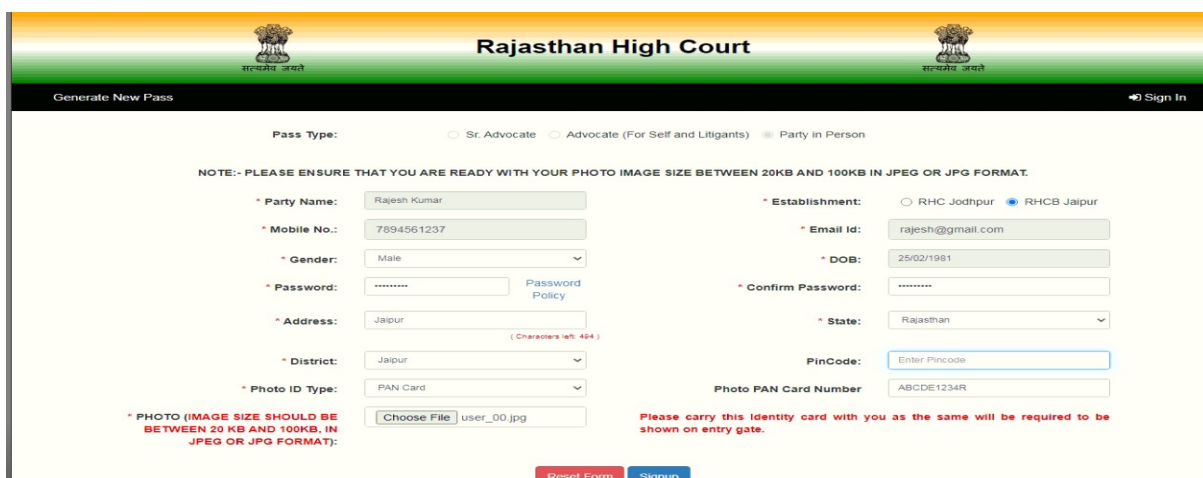 Rajasthan High Court
सत्यमेव जयते
सत्यमेव जयते
Generate New Pass
Sign In
Pass Type: Sr. Advocate Advocate (For Self and Litigants) Party in Person
NOTE:- PLEASE ENSURE THAT YOU ARE READY WITH YOUR PHOTO IMAGE SIZE BETWEEN 20KB AND 100KB IN JPEG OR JPG FORMAT.
* Party Name: Rajesh Kumar * Establishment: RHC Jodhpur RHCB Jaipur
* Mobile No.: 7894561237 * Email Id: rajesh@gmail.com
* Gender: Male * DOB: 25/02/1981
* Password: ········· Password Policy * Confirm Password: ·········
* Address: Jaipur * State: Rajasthan
( Characters left: 494 )
* District: Jaipur PinCode: Enter Pincode
* Photo ID Type: PAN Card Photo PAN Card Number ABCDE1234R
* PHOTO (IMAGE SIZE SHOULD BE
BETWEEN 20 KB AND 100KB, IN
JPEG OR JPG FORMAT):
Choose File user_00.jpg
Please carry this Identity card with you as the same will be required to be
shown on entry gate.
Reset Form Signup